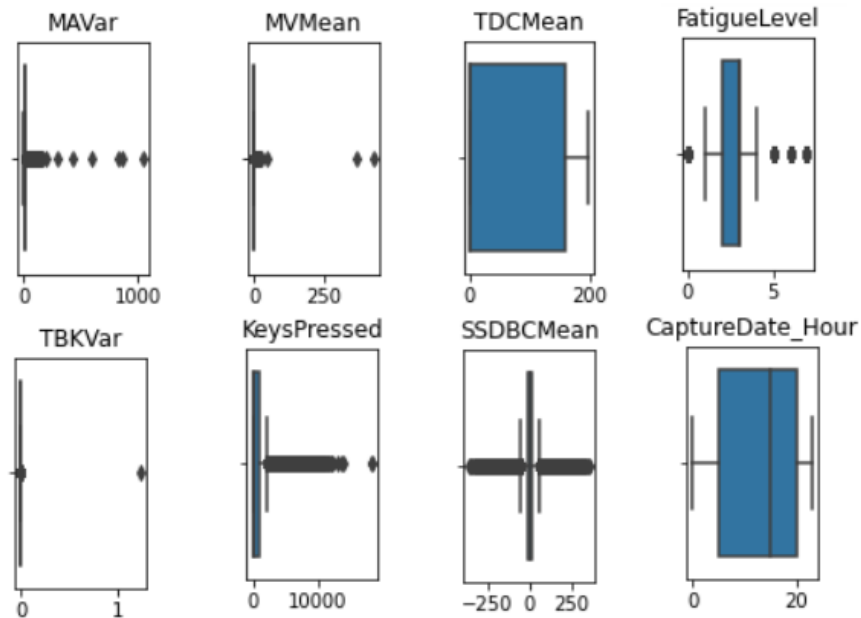 MAVar MVMean TDCMean FatigueLevel
0 1000 0 250 0 200 0 5
TBKVar KeysPressed SSDBCMean CaptureDate_Hour
0 1 0 10000 −250 0 250 0 20